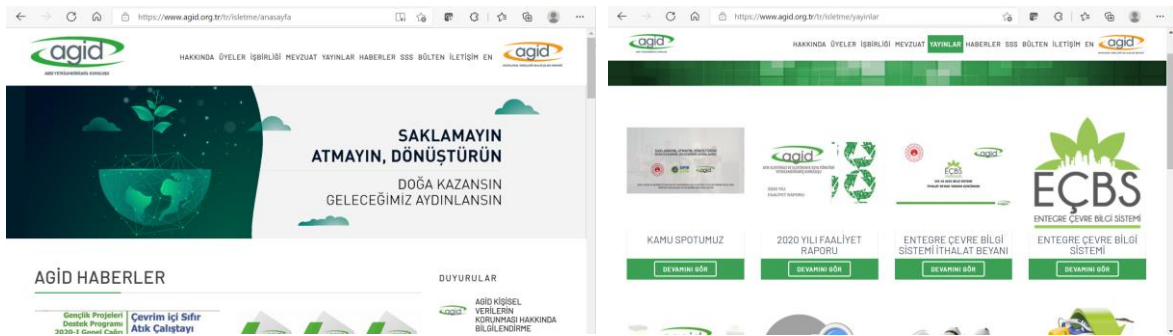 https://www.agid.org.tr/tr/isletme/anasayfa
agid
HAKKINDA ÜYELER İŞBİRLİĞİ MEVZUAT YAYINLAR HABERLER SSS BÜLTEN İLETİŞİM EN
agid
SAKLAMAYIN
ATMAYIN, DÖNÜŞTÜRÜN
DOĞA KAZANSIN
GELECEĞİMİZ AYDINLANSIN
AGİD HABERLER
DUYURULAR
Gençlik Projeleri
Destek Programı
2020-I Genel Çağrı
Çevrim içi Sıfır
Atık Çalıştayı
agid
AGİD KİŞİSEL
VERİLERİN
KORUNMASI HAKKINDA
BİLGİLENDİRME
https://www.agid.org.tr/tr/isletme/yayinlar
agid
HAKKINDA ÜYELER İŞBİRLİĞİ MEVZUAT YAYINLAR HABERLER SSS BÜLTEN İLETİŞİM EN
agid
agid
2020 YILI
FAALİYET RAPORU
EÇBS
agid
EÇBS
ENTEGRE ÇEVRE BİLGİ SİSTEMİ
KAMU SPOTUMUZ
2020 YILI FAALİYET
RAPORU
ENTEGRE ÇEVRE BİLGİ
SİSTEMİ İTHALAT BEYANI
ENTEGRE ÇEVRE BİLGİ
SİSTEMİ
DEVAMINI GÖR
DEVAMINI GÖR
DEVAMINI GÖR
DEVAMINI GÖR
agid